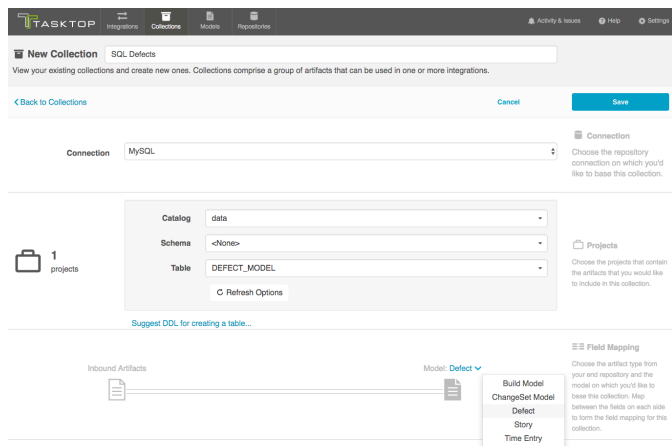 TASKTOP
Integrations
Collections
Models
Repositories
Activity & Issues
Help
Settings
New Collection
SQL Defects
View your existing collections and create new ones. Collections comprise a group of artifacts that can be used in one or more integrations.
Back to Collections
Cancel
Save
Connection
MySQL
Connection
Choose the repository
connection on which you'd
like to base this collection.
1
projects
Catalog
data
Schema
<None>
Table
DEFECT_MODEL
Refresh Options
Suggest DDL for creating a table...
Projects
Choose the projects that contain
the artifacts that you would like
to include in this collection.
Inbound Artifacts
Model: Defect
Build Model
ChangeSet Model
Defect
Story
Time Entry
Field Mapping
Choose the artifact type from
your end repository and the
model on which you'd like to
base this collection. Map
between the fields on each side
to form the field mapping for this
collection.